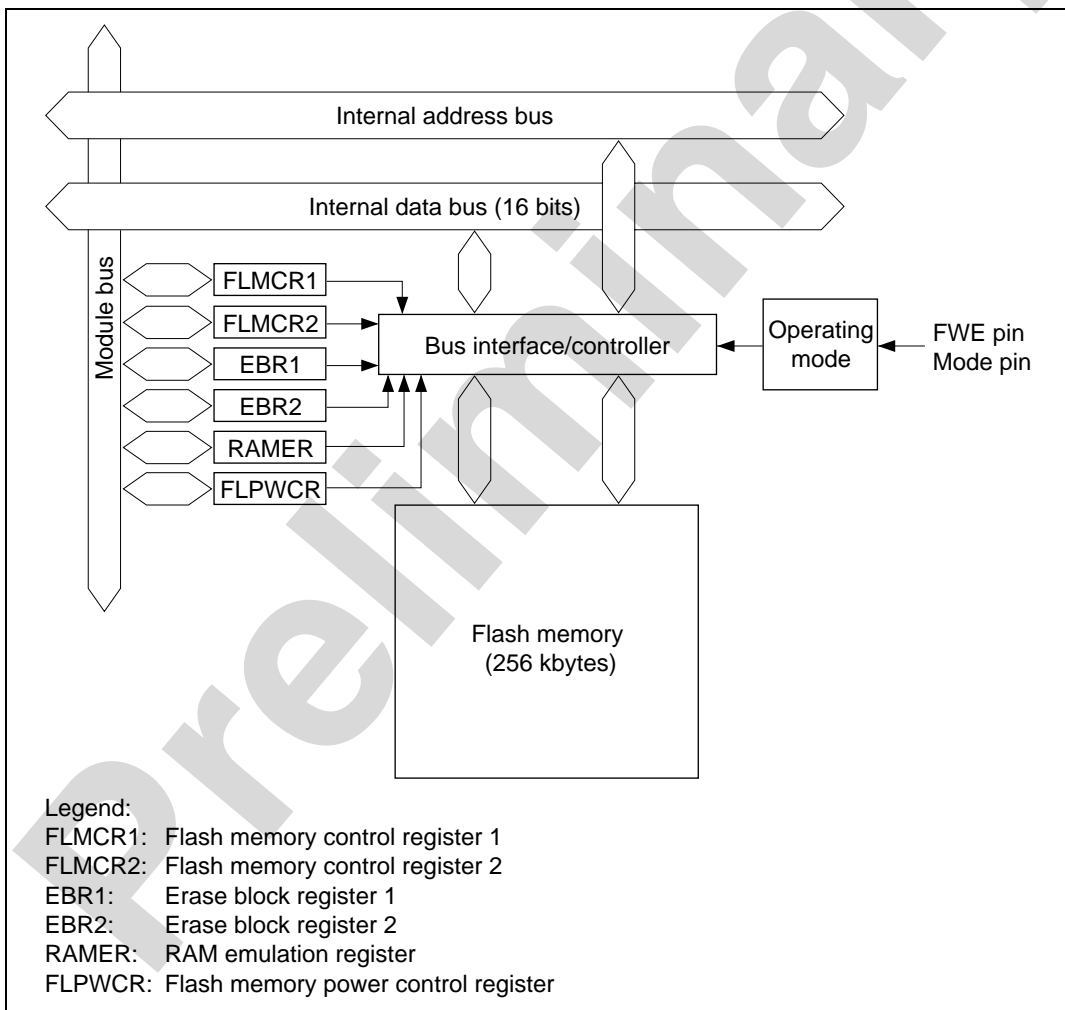 Internal address bus
Internal data bus (16 bits)
Module bus
FLMCR1
FLMCR2
EBR1
EBR2
RAMER
FLPWCR
Bus interface/controller
Operating
mode
FWE pin
Mode pin
Flash memory
(256 kbytes)
Legend:
FLMCR1: Flash memory control register 1
FLMCR2: Flash memory control register 2
EBR1: Erase block register 1
EBR2: Erase block register 2
RAMER: RAM emulation register
FLPWCR: Flash memory power control register
Preliminar